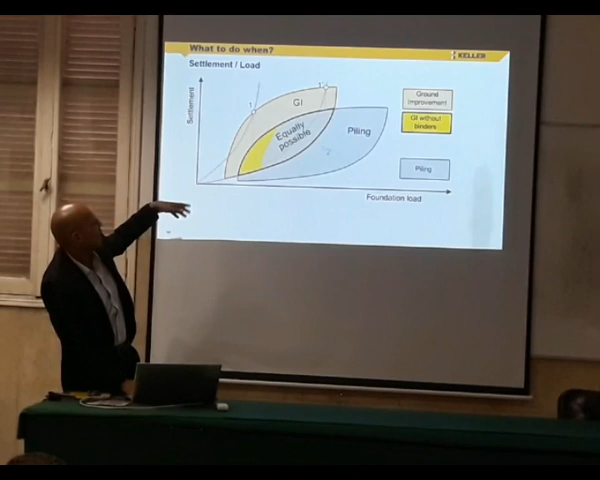 What to do when?
KELLER
Settlement / Load
Settlement
GI
Equally
possible
Piling
Ground
Improvement
GI without
binders
Piling
Foundation load